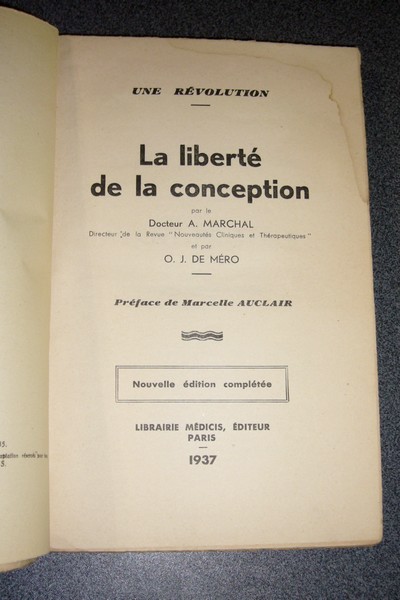 UNE RÉVOLUTION
La liberté
de la conception
par le
Docteur A. MARCHAL
Directeur de la Revue "Nouveautés Cliniques et Thérapeutiques"
et par
O. J. DE MÉRO
Préface de Marcelle AUCLAIR
Nouvelle édition complétée
LIBRAIRIE MÉDICIS, ÉDITEUR
PARIS
1937